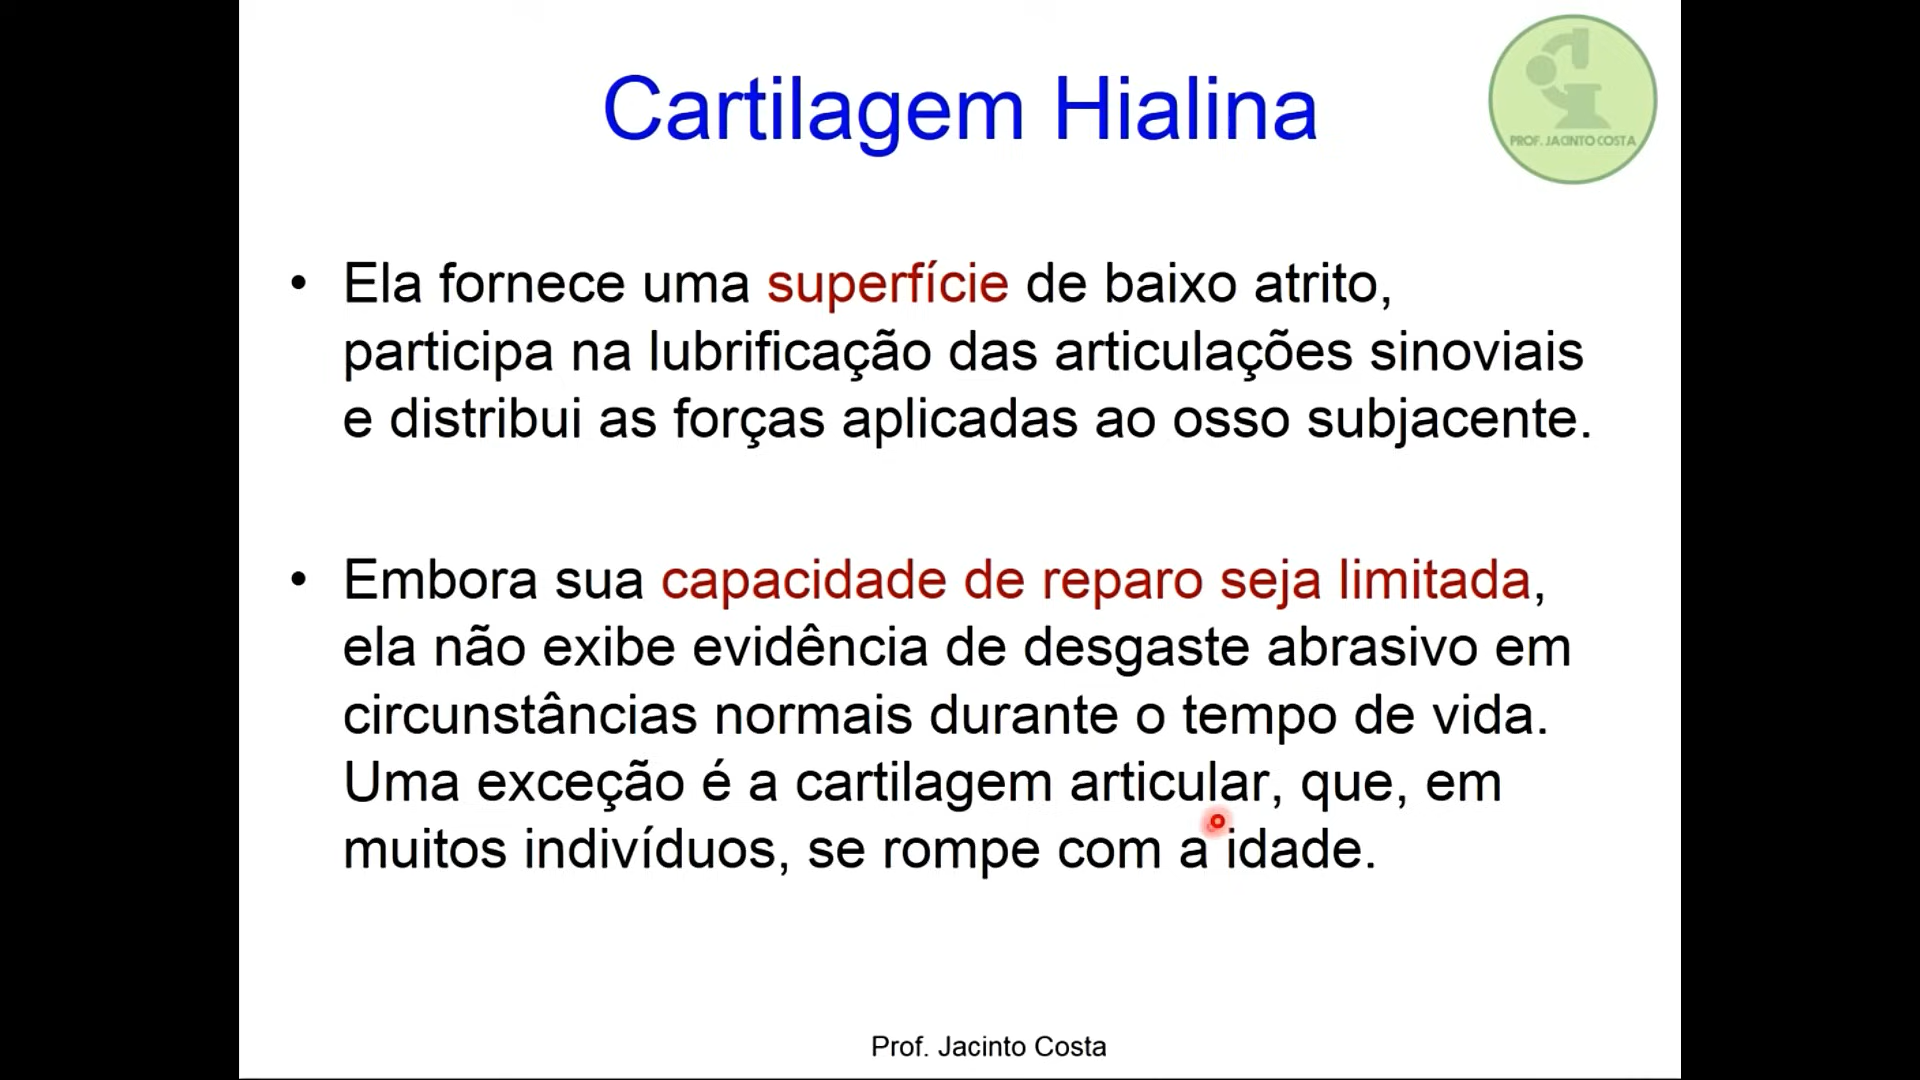 Cartilagem Hialina
PROF. JACINTO COSTA
• Ela fornece uma superfície de baixo atrito,
participa na lubrificação das articulações sinoviais
e distribui as forças aplicadas ao osso subjacente.
• Embora sua capacidade de reparo seja limitada,
ela não exibe evidência de desgaste abrasivo em
circunstâncias normais durante o tempo de vida.
Uma exceção é a cartilagem articular, que, em
muitos indivíduos, se rompe com a idade.
Prof. Jacinto Costa